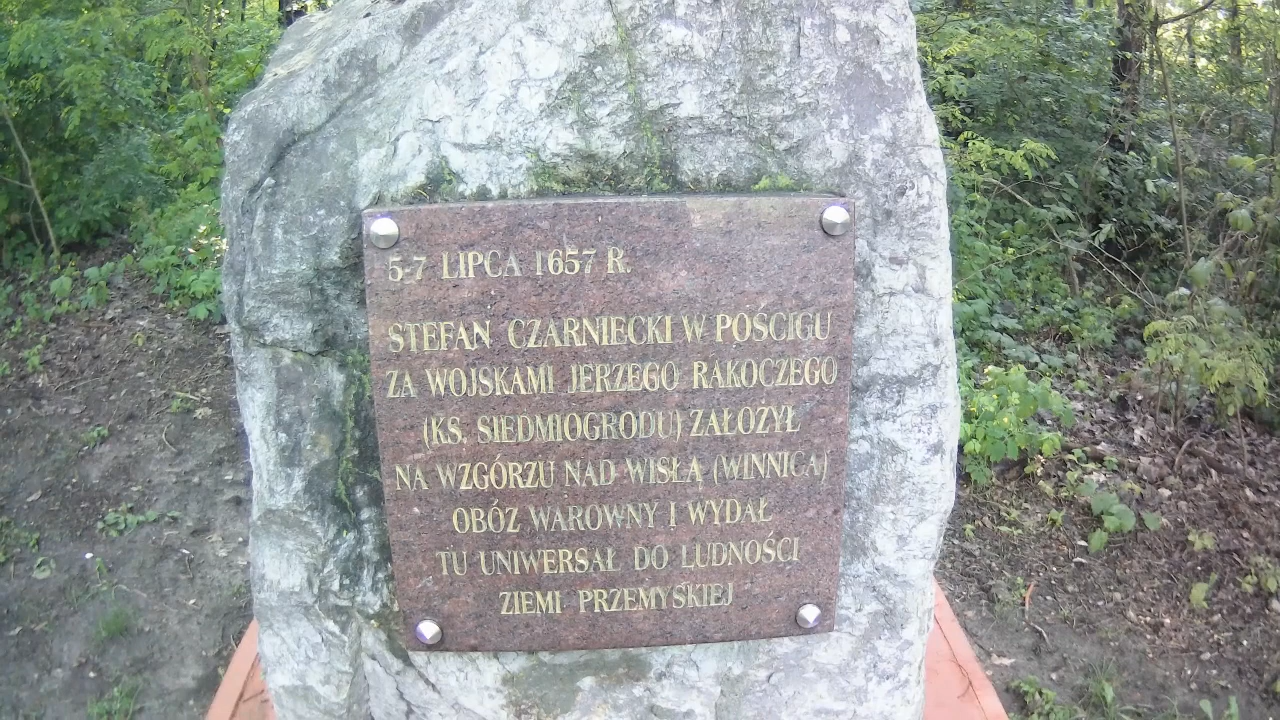 5-7 LIPCA 1657 R.
STEFAN CZARNIECKI W POŚCIGU
ZA WOJSKAMI JERZEGO RAKOCZEGO
(KS. SIEDMIOGRODU) ZAŁOŻYŁ
NA WZGÓRZU NAD WISŁĄ (WINNICA)
OBÓZ WAROWNY I WYDAŁ
TU UNIWERSAŁ DO LUDNOŚCI
ZIEMI PRZEMYSKIEJ